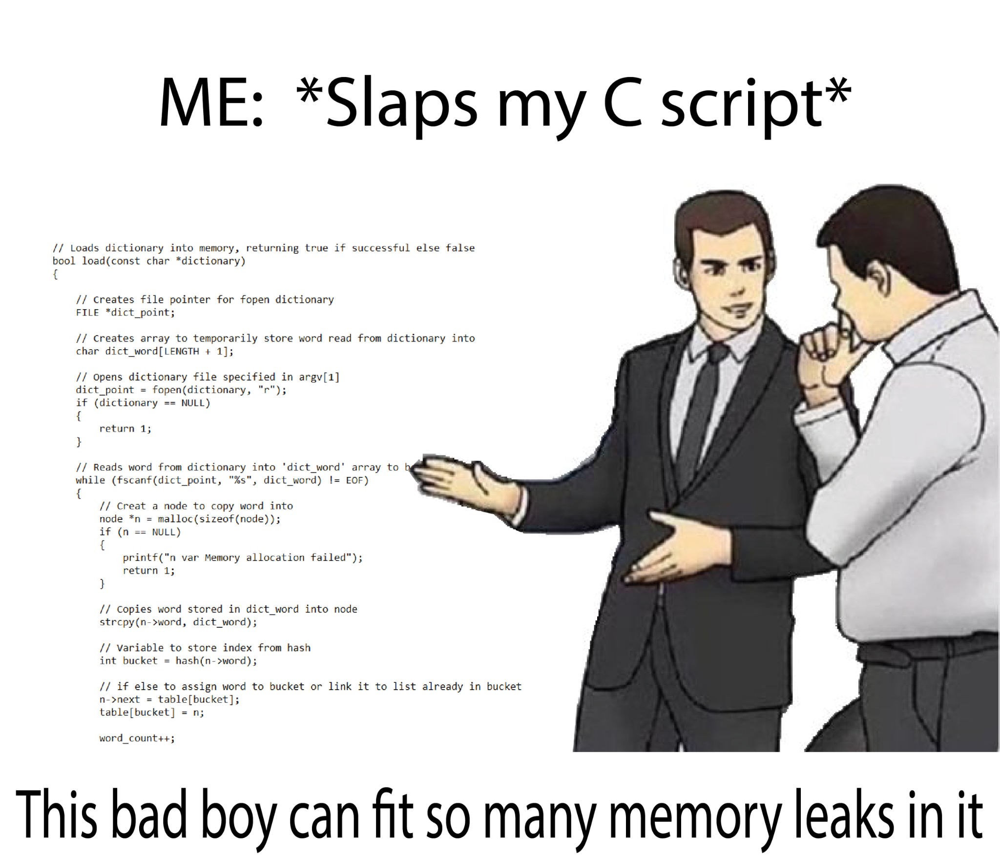 ME:  *Slaps my C script*
// Loads dictionary into memory, returning true if successful else false
bool load(const char *dictionary)
{
// Creates file pointer for fopen dictionary
FILE *dict_point;
// Creates array to temporarily store word read from dictionary into
char dict_word[LENGTH + 1];
// Opens dictionary file specified in argv[1]
dict_point = fopen(dictionary, "r");
if (dictionary == NULL)
{
return 1;
}
// Reads word from dictionary into 'dict_word' array to
while (fscanf(dict_point, "%s", dict_word) != EOF)
{
// Creat a node to copy word into
node *n = malloc(sizeof(node));
if (n == NULL)
{
printf("n var Memory allocation failed");
return 1;
}
// Copies word stored in dict_word into node
strcpy(n->word, dict_word);
// Variable to store index from hash
int bucket = hash(n->word);
// if else to assign word to bucket or link it to list already in bucket
n->next = table[bucket];
table[bucket] = n;
word_count++;
This bad boy can fit so many memory leaks in it